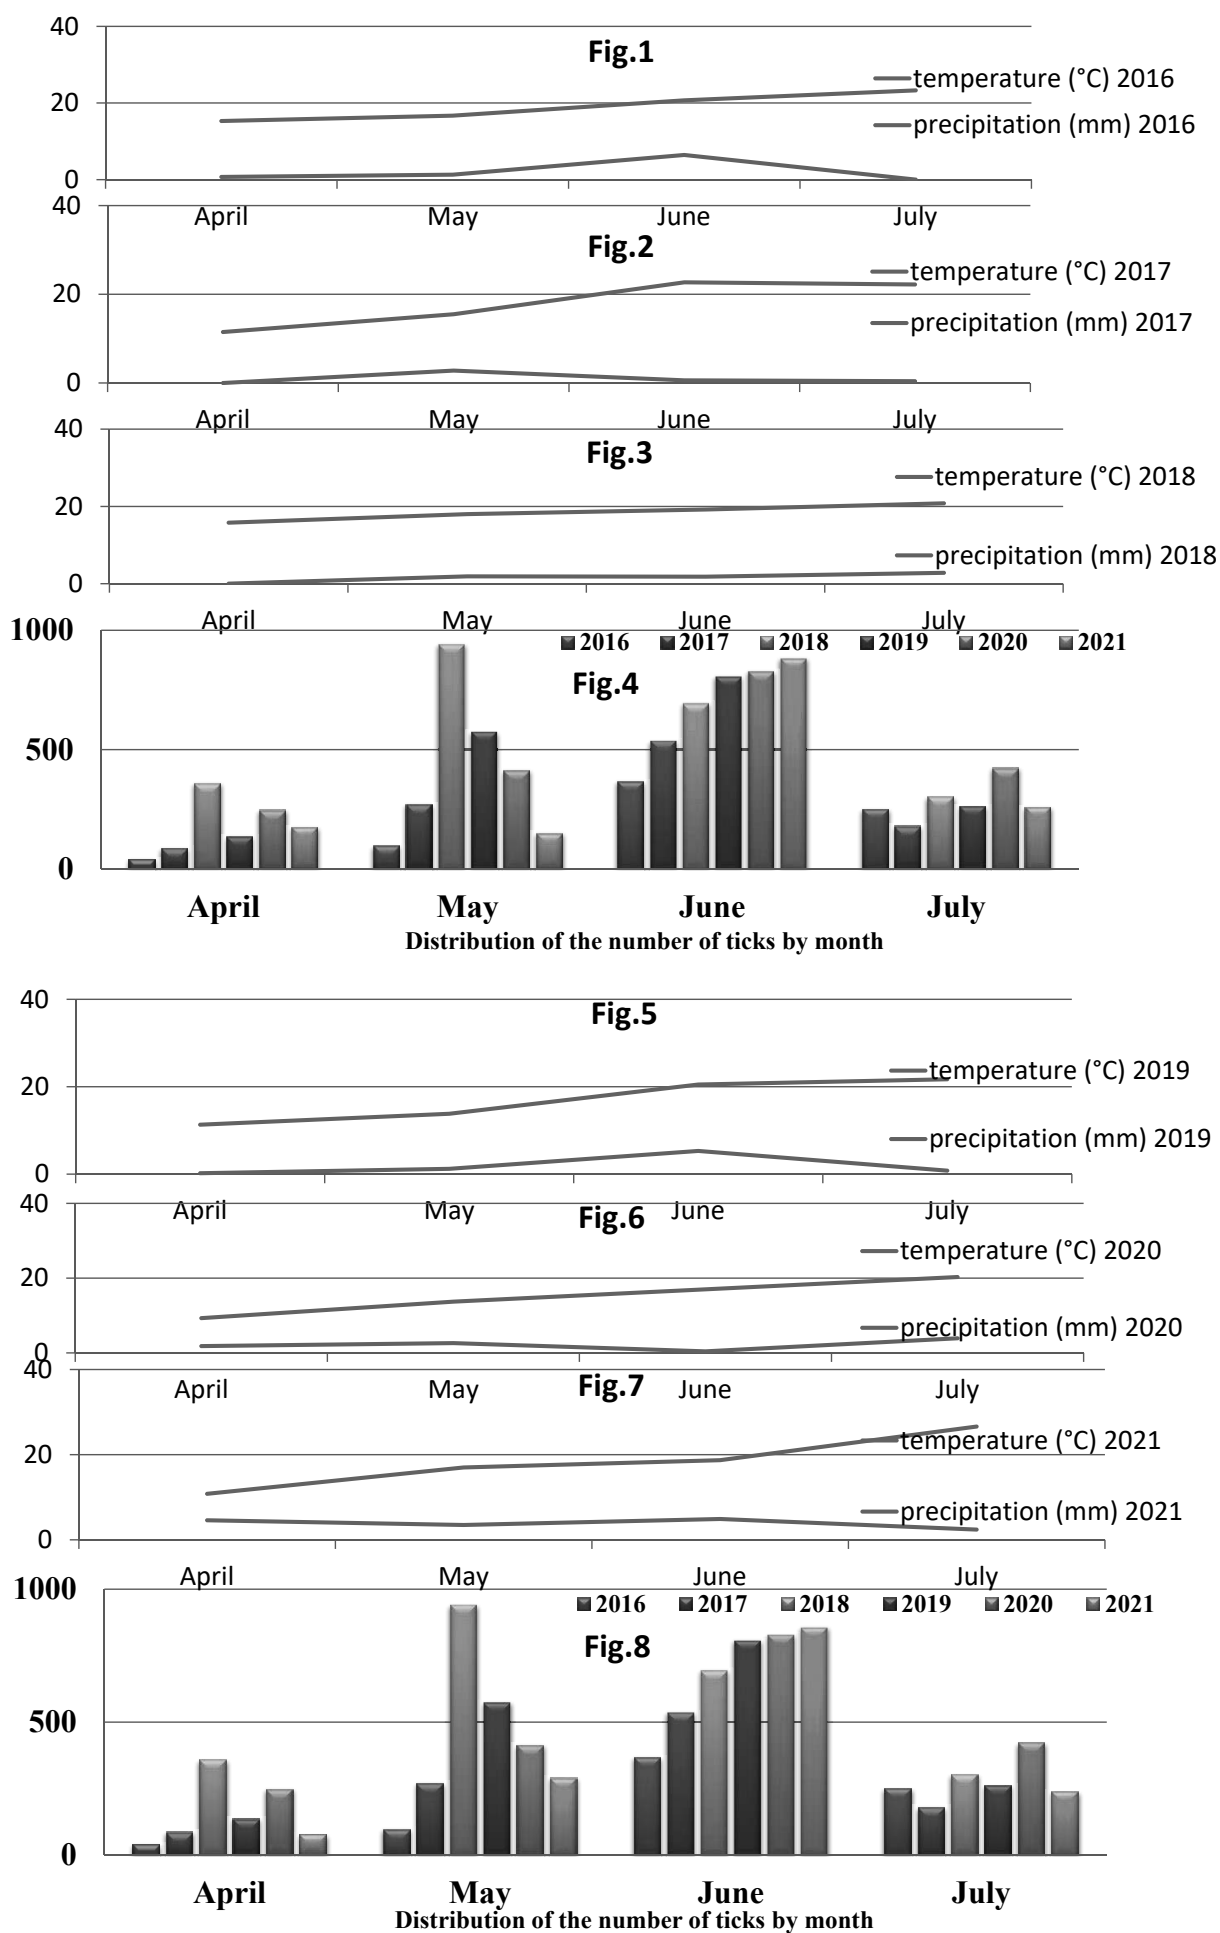 40
Fig.1
temperature (°C) 2016
20
precipitation (mm) 2016
0
40
April May June July
Fig.2
temperature (°C) 2017
20
precipitation (mm) 2017
0
40
April May June July
Fig.3
temperature (°C) 2018
20
precipitation (mm) 2018
0
April May June July
1000
2016 2017 2018 2019 2020 2021
Fig.4
500
0
April May June July
Distribution of the number of ticks by month
40
Fig.5
temperature (°C) 2019
20
precipitation (mm) 2019
0
40
April May June July
Fig.6
temperature (°C) 2020
20
precipitation (mm) 2020
0
40
April May June July
Fig.7
temperature (°C) 2021
20
precipitation (mm) 2021
0
April May June July
1000
2016 2017 2018 2019 2020 2021
Fig.8
500
0
April May June July
Distribution of the number of ticks by month